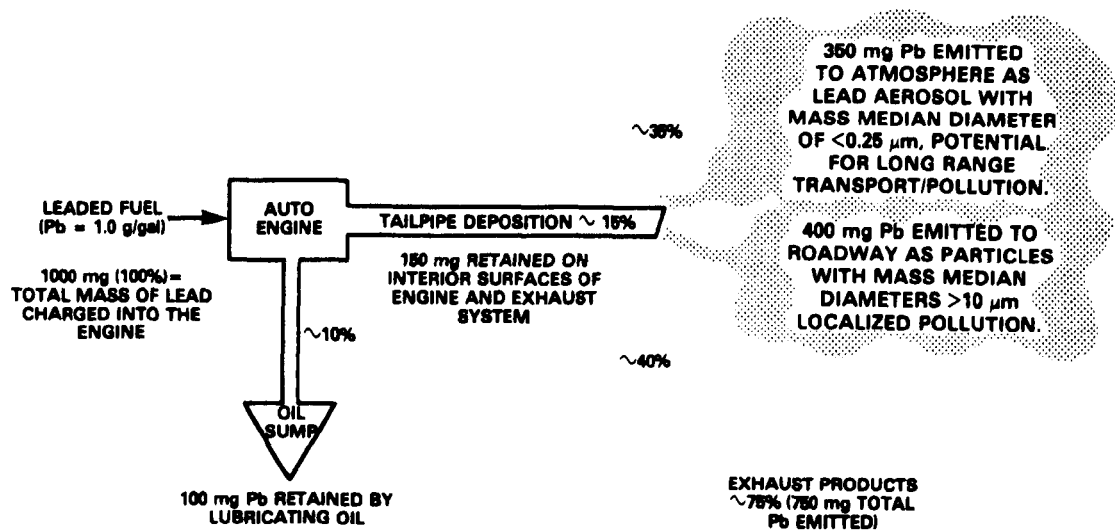 350 mg Pb EMITTED
TO ATMOSPHERE AS
LEAD AEROSOL WITH
MASS MEDIAN DIAMETER
OF <0.25 µm, POTENTIAL
FOR LONG RANGE
TRANSPORT/POLLUTION.
~35%
LEADED FUEL
(Pb = 1.0 g/gal)
AUTO
ENGINE
TAILPIPE DEPOSITION ~ 15%
400 mg Pb EMITTED TO
ROADWAY AS PARTICLES
WITH MASS MEDIAN
DIAMETERS >10 µm
LOCALIZED POLLUTION.
1000 mg (100%)=
TOTAL MASS OF LEAD
CHARGED INTO THE
ENGINE
150 mg RETAINED ON
INTERIOR SURFACES OF
ENGINE AND EXHAUST
SYSTEM
~10%
~40%
OIL
SUMP
100 mg Pb RETAINED BY
LUBRICATING OIL
EXHAUST PRODUCTS
~75% (750 mg TOTAL
Pb EMITTED)